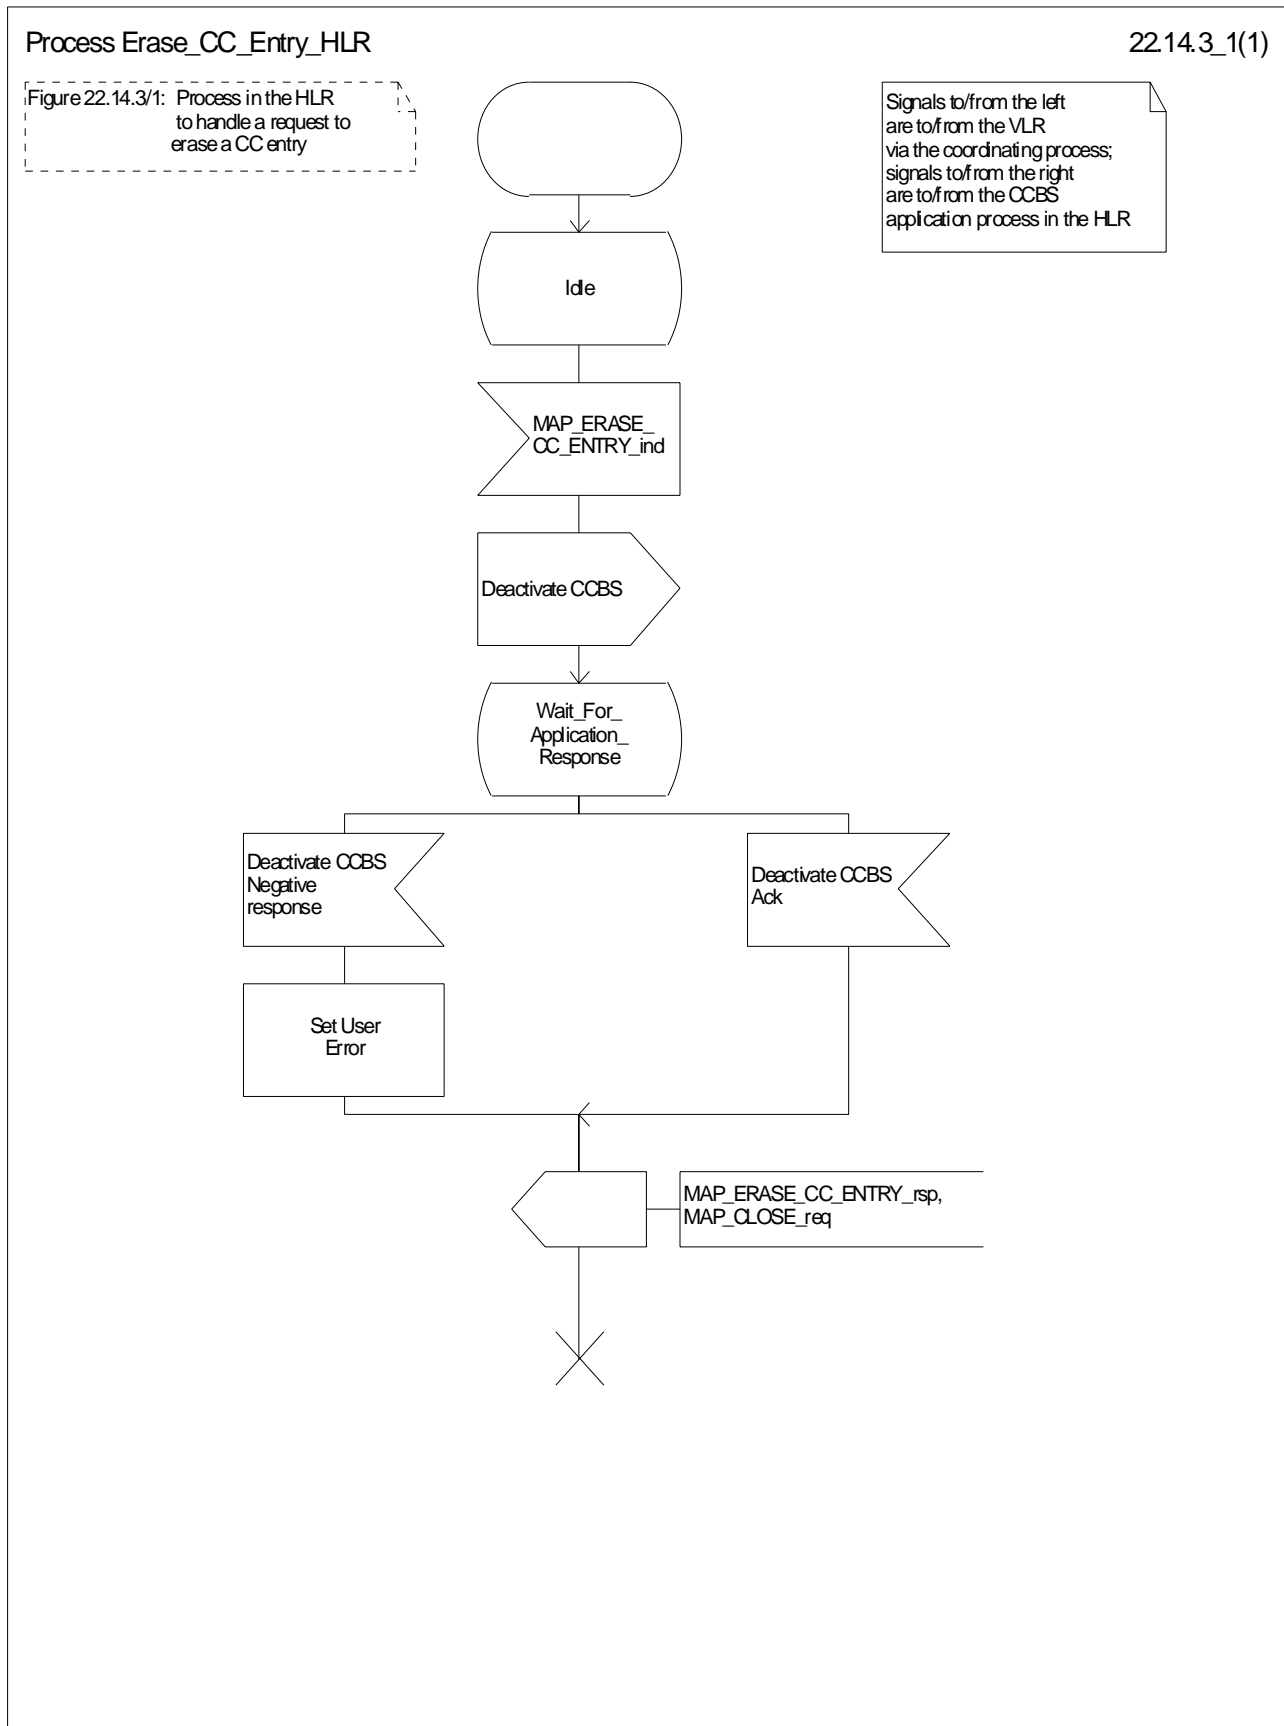 Process Erase_CC_Entry_HLR
22.14.3_1(1)
Figure 22.14.3/1: Process in the HLR
to handle a request to
erase a CC entry
Signals to/from the left
are to/from the VLR
via the coordinating process;
signals to/from the right
are to/from the CCBS
application process in the HLR
Idle
MAP_ERASE_
CC_ENTRY_ind
Deactivate CCBS
Wait_For_
Application_
Response
Deactivate CCBS
Negative
response
Deactivate CCBS
Ack
Set User
Error
MAP_ERASE_CC_ENTRY_rsp,
MAP_CLOSE_req